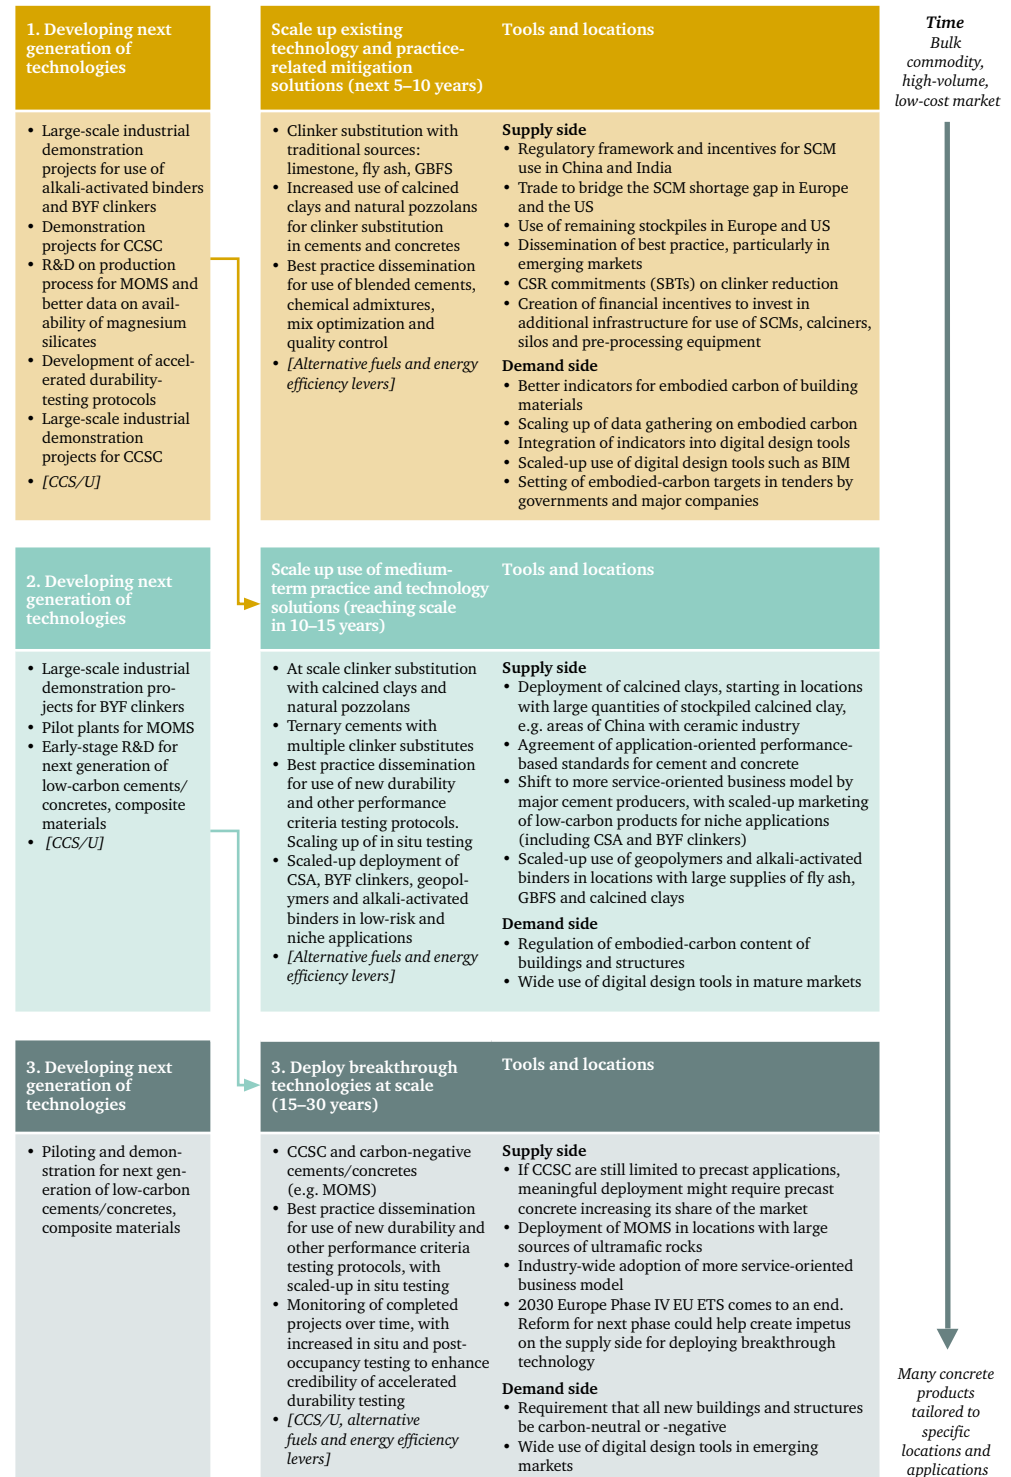 1. Developing next
generation of
technologies
Scale up existing
technology and practice-
related mitigation
solutions (next 5–10 years)
Tools and locations
Time
Bulk
commodity,
high-volume,
low-cost market
• Large-scale industrial
demonstration
projects for use of
alkali-activated binders
and BYF clinkers
• Demonstration
projects for CCSC
• R&D on production
process for MOMS and
better data on avail-
ability of magnesium
silicates
• Development of accel-
erated durability-
testing protocols
• Large-scale industrial
demonstration
projects for CCSC
• [CCS/U]
• Clinker substitution with
traditional sources:
limestone, fly ash, GBFS
• Increased use of calcined
clays and natural pozzolans
for clinker substitution
in cements and concretes
• Best practice dissemination
for use of blended cements,
chemical admixtures,
mix optimization and
quality control
• [Alternative fuels and energy
efficiency levers]
Supply side
• Regulatory framework and incentives for SCM
use in China and India
• Trade to bridge the SCM shortage gap in Europe
and the US
• Use of remaining stockpiles in Europe and US
• Dissemination of best practice, particularly in
emerging markets
• CSR commitments (SBTs) on clinker reduction
• Creation of financial incentives to invest in
additional infrastructure for use of SCMs, calciners,
silos and pre-processing equipment
Demand side
• Better indicators for embodied carbon of building
materials
• Scaling up of data gathering on embodied carbon
• Integration of indicators into digital design tools
• Scaled-up use of digital design tools such as BIM
• Setting of embodied-carbon targets in tenders by
governments and major companies
2. Developing next
generation of
technologies
Scale up use of medium-
term practice and technology
solutions (reaching scale
in 10–15 years)
Tools and locations
• Large-scale industrial
demonstration pro-
jects for BYF clinkers
• Pilot plants for MOMS
• Early-stage R&D for
next generation of
low-carbon cements/
concretes, composite
materials
• [CCS/U]
• At scale clinker substitution
with calcined clays and
natural pozzolans
• Ternary cements with
multiple clinker substitutes
• Best practice dissemination
for use of new durability
and other performance
criteria testing protocols.
Scaling up of in situ testing
• Scaled-up deployment of
CSA, BYF clinkers, geopol-
ymers and alkali-activated
binders in low-risk and
niche applications
• [Alternative fuels and energy
efficiency levers]
Supply side
• Deployment of calcined clays, starting in locations
with large quantities of stockpiled calcined clay,
e.g. areas of China with ceramic industry
• Agreement of application-oriented performance-
based standards for cement and concrete
• Shift to more service-oriented business model by
major cement producers, with scaled-up marketing
of low-carbon products for niche applications
(including CSA and BYF clinkers)
• Scaled-up use of geopolymers and alkali-activated
binders in locations with large supplies of fly ash,
GBFS and calcined clays
Demand side
• Regulation of embodied-carbon content of
buildings and structures
• Wide use of digital design tools in mature markets
3. Developing next
generation of
technologies
3. Deploy breakthrough
technologies at scale
(15–30 years)
Tools and locations
• Piloting and demon-
stration for next gen-
eration of low-carbon
cements/concretes,
composite materials
• CCSC and carbon-negative
cements/concretes
(e.g. MOMS)
• Best practice dissemination
for use of new durability and
other performance criteria
testing protocols, with
scaled-up in situ testing
• Monitoring of completed
projects over time, with
increased in situ and post-
occupancy testing to enhance
credibility of accelerated
durability testing
• [CCS/U, alternative
fuels and energy efficiency
levers]
Supply side
• If CCSC are still limited to precast applications,
meaningful deployment might require precast
concrete increasing its share of the market
• Deployment of MOMS in locations with large
sources of ultramafic rocks
• Industry-wide adoption of more service-oriented
business model
• 2030 Europe Phase IV EU ETS comes to an end.
Reform for next phase could help create impetus
on the supply side for deploying breakthrough
technology
Demand side
• Requirement that all new buildings and structures
be carbon-neutral or -negative
• Wide use of digital design tools in emerging
markets
Many concrete
products
tailored to
specific
locations and
applications